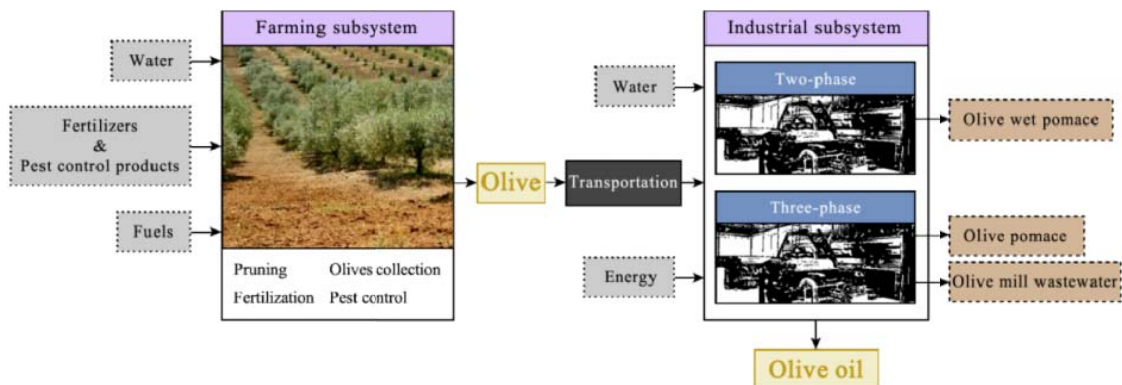 Farming subsystem
Water
Fertilizers
&
Pest control products
Fuels
Pruning Olives collection
Fertilization Pest control
Olive
Transportation
Industrial subsystem
Water
Energy
Two-phase
Three-phase
Olive wet pomace
Olive pomace
Olive mill wastewater
Olive oil